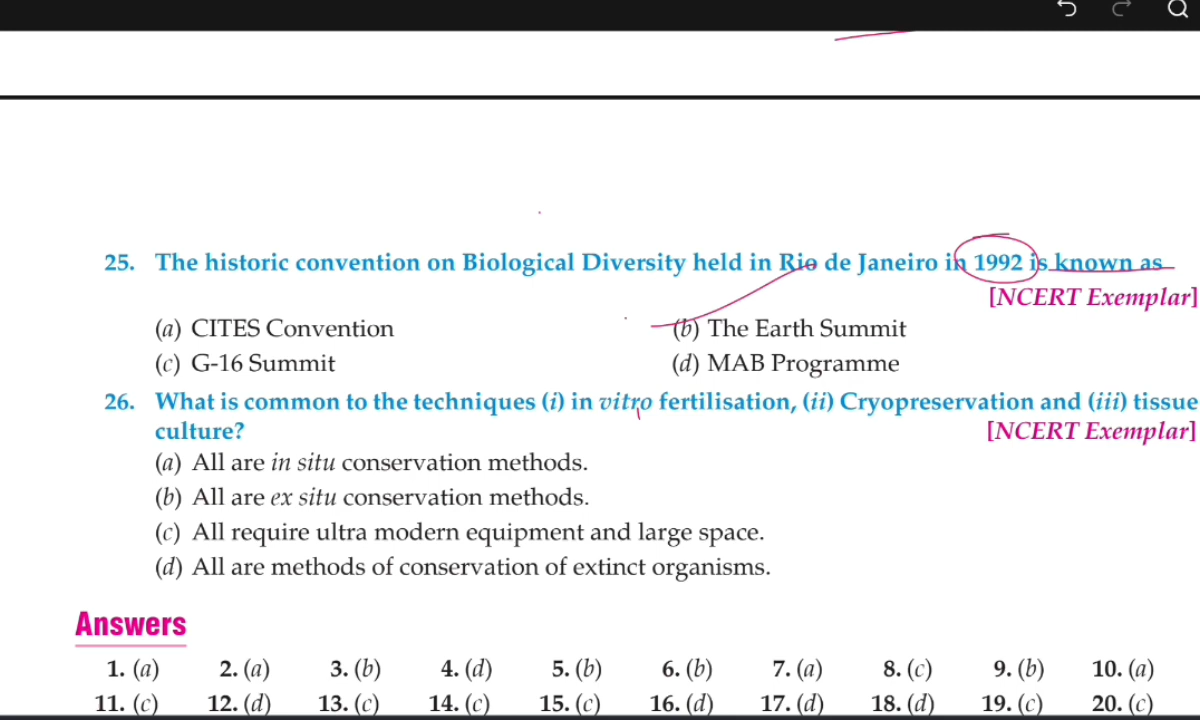 25. The historic convention on Biological Diversity held in Rio de Janeiro in 1992 is known as
[NCERT Exemplar]
(a) CITES Convention (b) The Earth Summit
(c) G-16 Summit (d) MAB Programme
26. What is common to the techniques (i) in vitro fertilisation, (ii) Cryopreservation and (iii) tissue
culture? [NCERT Exemplar]
(a) All are in situ conservation methods.
(b) All are ex situ conservation methods.
(c) All require ultra modern equipment and large space.
(d) All are methods of conservation of extinct organisms.
Answers
1. (a) 2. (a) 3. (b) 4. (d) 5. (b) 6. (b) 7. (a) 8. (c) 9. (b) 10. (a)
11. (c) 12. (d) 13. (c) 14. (c) 15. (c) 16. (d) 17. (d) 18. (d) 19. (c) 20. (c)